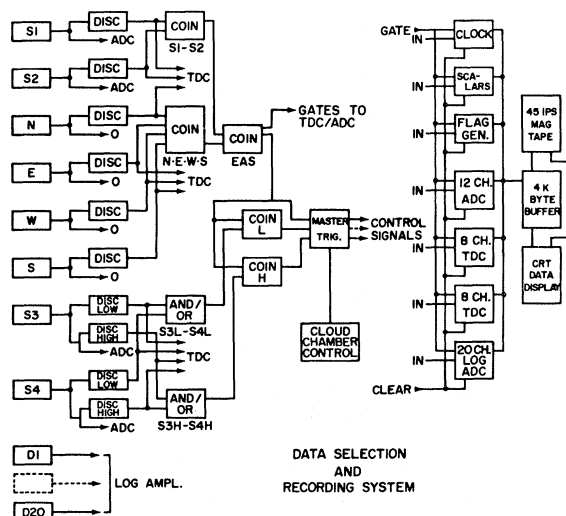 S1
DISC
ADC
COIN
S1-S2
S2
DISC
ADC
TDC
N
DISC
O
COIN
N·E·W·S
COIN
EAS
GATES TO
TDC/ADC
E
DISC
O
TDC
W
DISC
O
S
DISC
O
COIN
L
COIN
H
MASTER
TRIG.
CONTROL
SIGNALS
CLOUD
CHAMBER
CONTROL
S3
DISC
LOW
DISC
HIGH
ADC
AND/
OR
S3L-S4L
TDC
S4
DISC
LOW
DISC
HIGH
ADC
AND/
OR
S3H-S4H
D1
LOG AMPL.
D20
GATE
IN
CLOCK
IN
SCA-
LARS
IN
FLAG
GEN.
IN
12 CH.
ADC
IN
8 CH.
TDC
IN
8 CH.
TDC
IN
20 CH.
LOG
ADC
CLEAR
45 IPS
MAG
TAPE
4 K
BYTE
BUFFER
CRT
DATA
DISPLAY
DATA SELECTION
AND
RECORDING SYSTEM